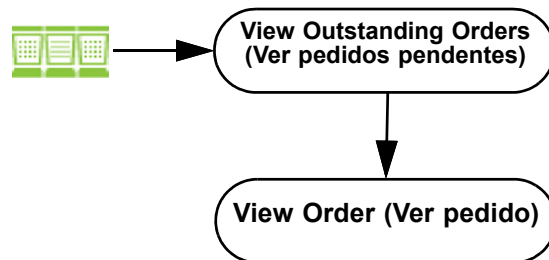 View Outstanding Orders
(Ver pedidos pendentes)
View Order (Ver pedido)